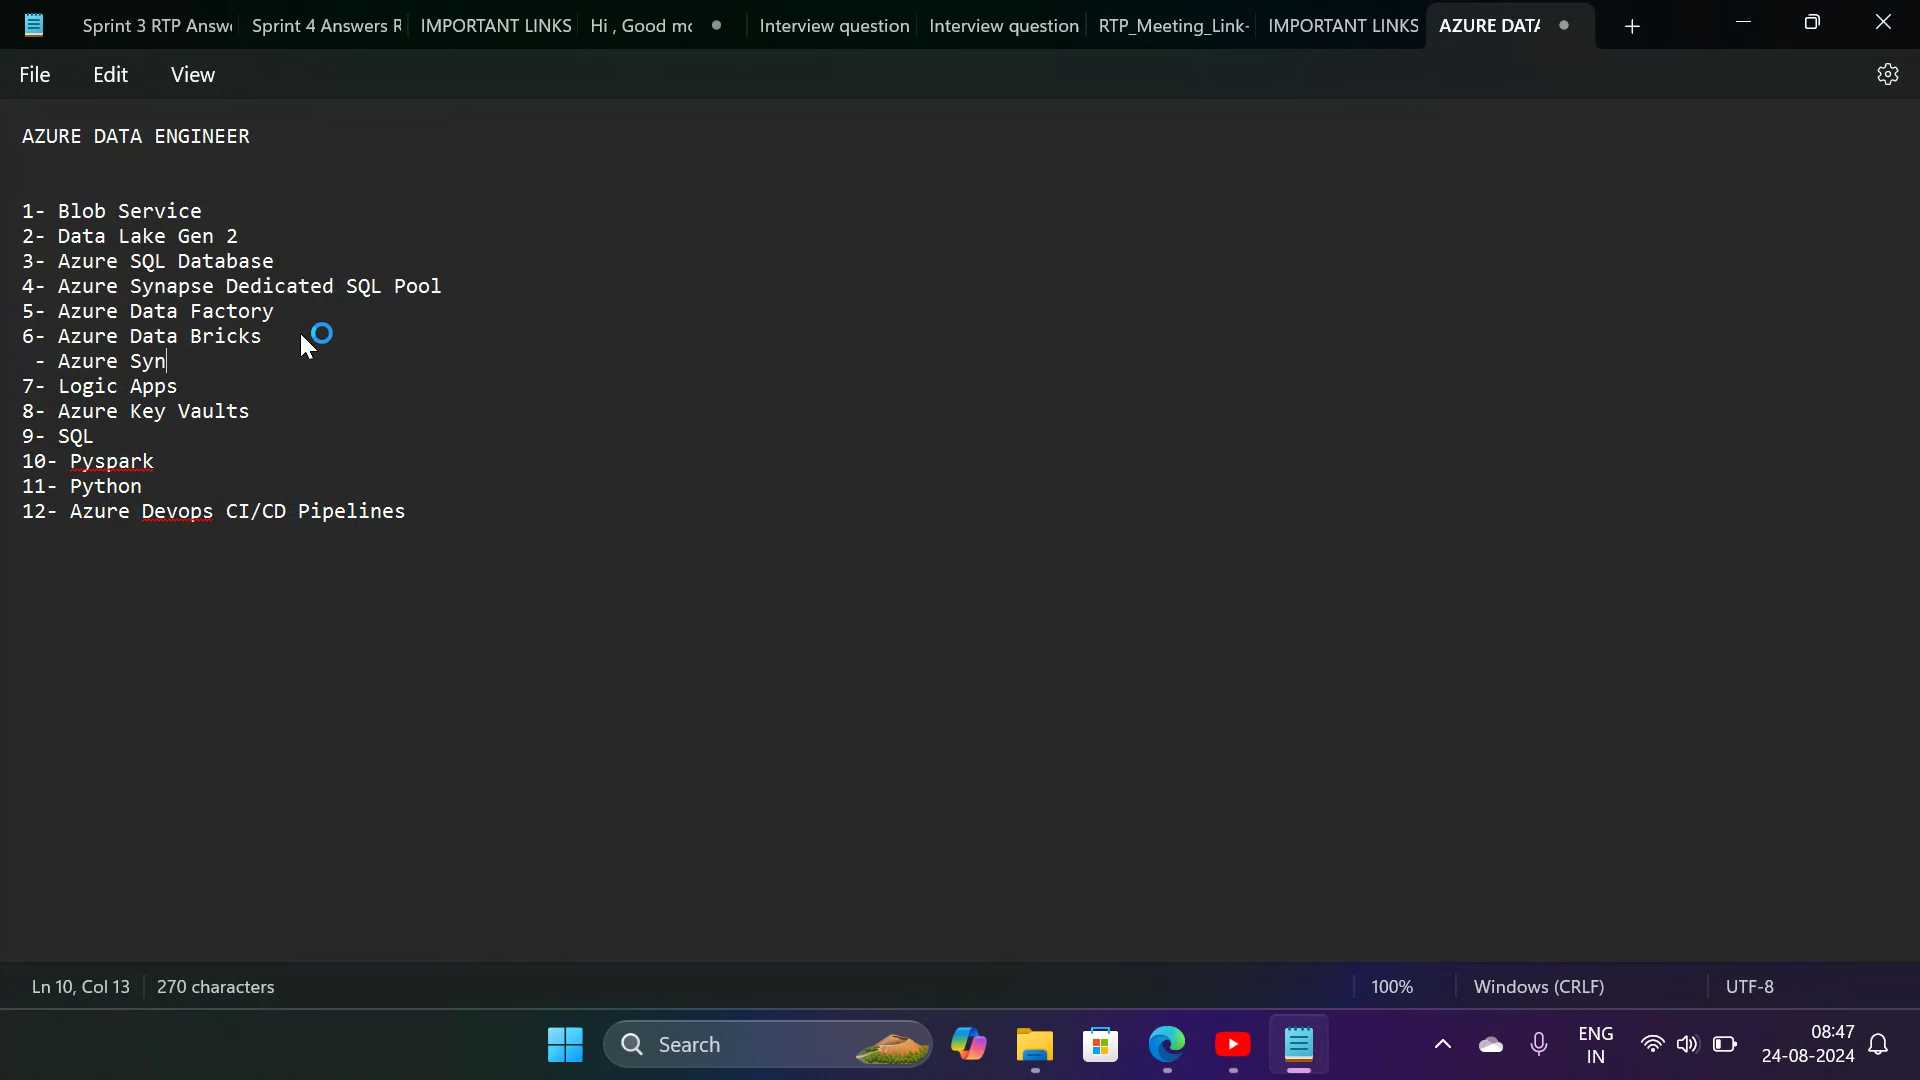 Sprint 3 RTP Answ Sprint 4 Answers R IMPORTANT LINKS Hi , Good mo Interview question Interview question RTP_Meeting_Link- IMPORTANT LINKS AZURE DATA
File Edit View
AZURE DATA ENGINEER
1- Blob Service
2- Data Lake Gen 2
3- Azure SQL Database
4- Azure Synapse Dedicated SQL Pool
5- Azure Data Factory
6- Azure Data Bricks
- Azure Syn
7- Logic Apps
8- Azure Key Vaults
9- SQL
10- Pyspark
11- Python
12- Azure Devops CI/CD Pipelines
Ln 10, Col 13 270 characters 100% Windows (CRLF) UTF-8
Search ENG IN 08:47 24-08-2024